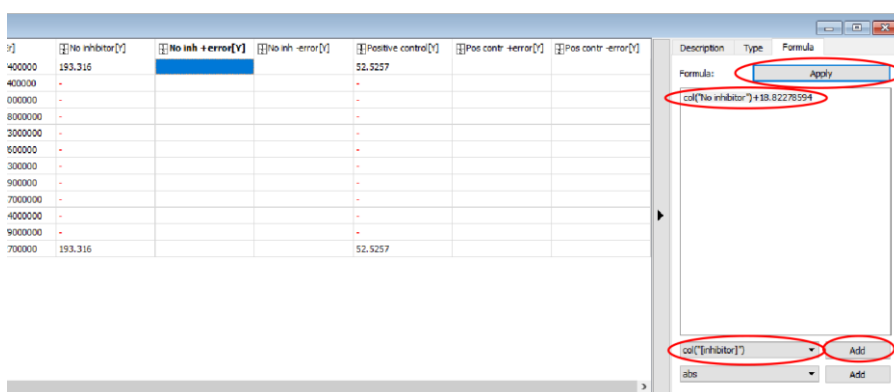 r] No inhibitor[Y] No inh +error[Y] No inh -error[Y] Positive control[Y] Pos contr +error[Y] Pos contr -error[Y]
400000 193.316 52.5257
400000 - -
000000 - -
8000000 - -
3000000 - -
600000 - -
300000 - -
900000 - -
7000000 - -
4000000 - -
9000000 - -
700000 193.316 52.5257
Description Type Formula
Formula: Apply
col("No inhibitor")+18.82278594
col("[inhibitor]") Add
abs Add